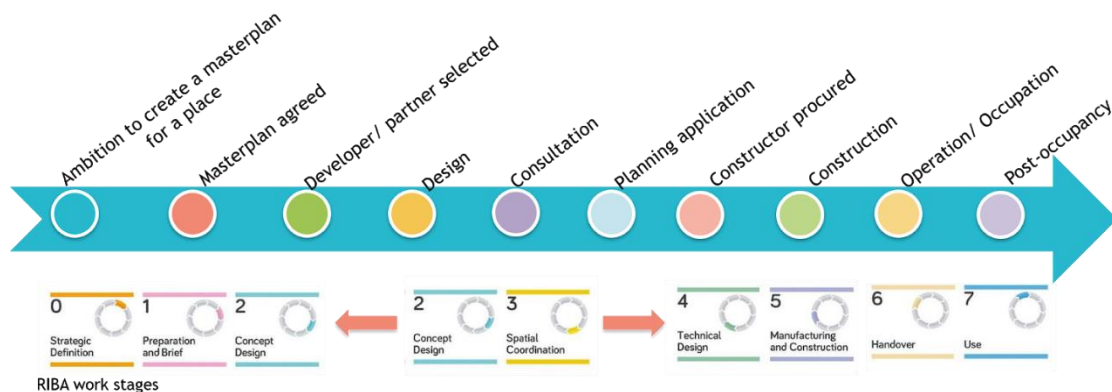 Ambition to create a masterplan
for a place
Masterplan agreed
Developer/ partner selected
Design
Consultation
Planning application
Constructor procured
Construction
Operation/ Occupation
Post-occupancy
0
Strategic
Definition
1
Preparation
and Brief
2
Concept
Design
2
Concept
Design
3
Spatial
Coordination
4
Technical
Design
5
Manufacturing
and Construction
6
Handover
7
Use
RIBA work stages